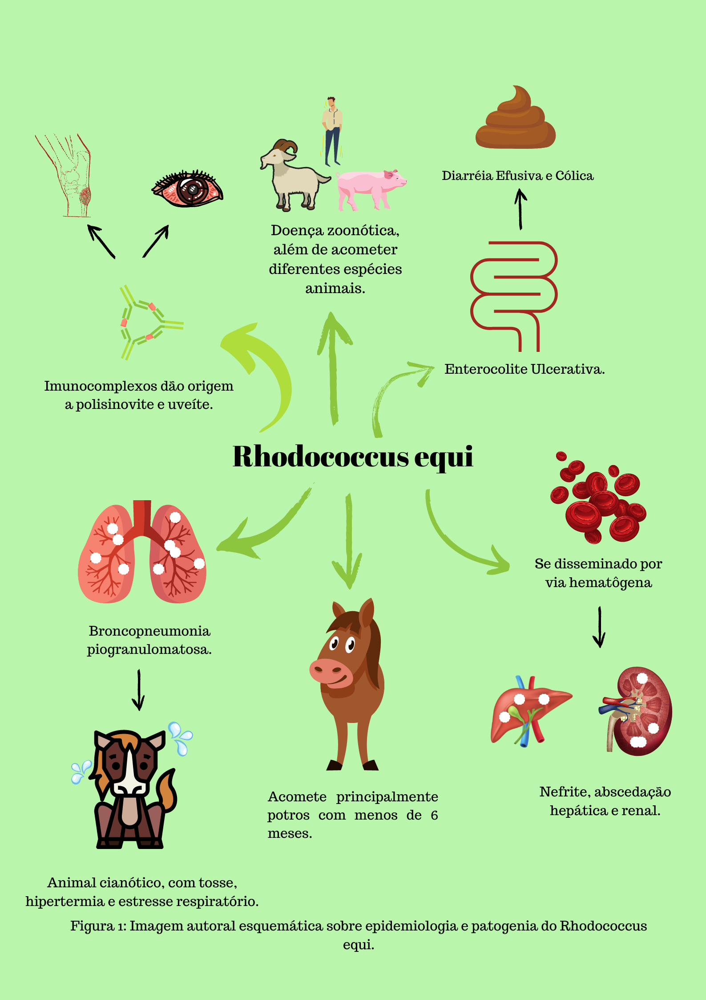 Diarréia Efusiva e Cólica
Doença zoonótica,
além de acometer
diferentes espécies
animais.
Enterocolite Ulcerativa.
Imunocomplexos dão origem
a polisinovite e uveíte.
Rhodococcus equi
Se disseminado por
via hematôgena
Broncopneumonia
piogranulomatosa.
Acomete principalmente
potros com menos de 6
meses.
Nefrite, abscedação
hepática e renal.
Animal cianótico, com tosse,
hipertermia e estresse respiratório.
Figura 1: Imagem autoral esquemática sobre epidemiologia e patogenia do Rhodococcus
equi.